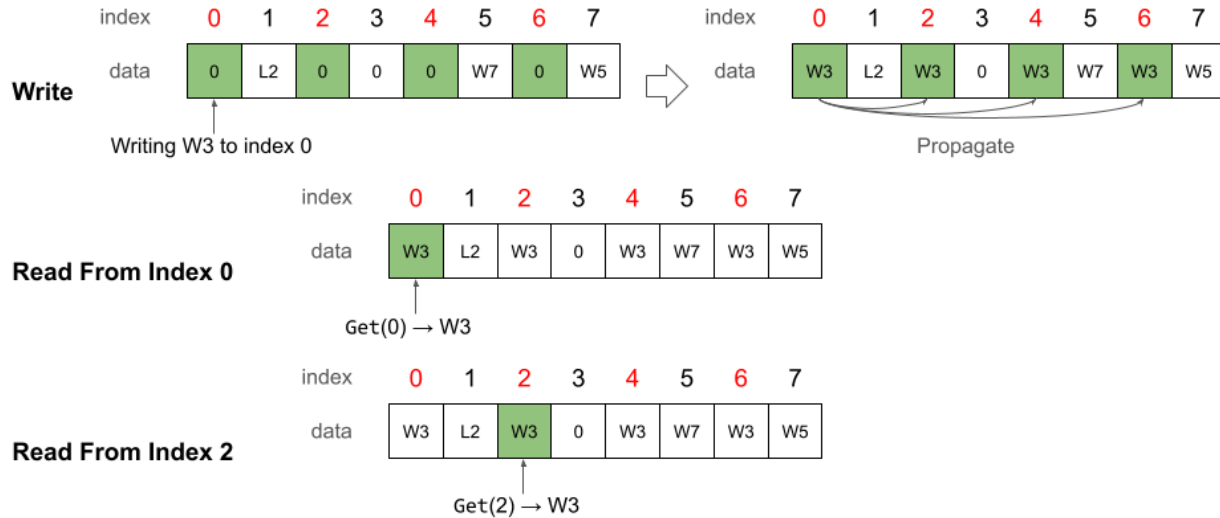 index 0 1 2 3 4 5 6 7 index 0 1 2 3 4 5 6 7
data 0 L2 0 0 0 W7 0 W5 data W3 L2 W3 0 W3 W7 W3 W5
Write
Writing W3 to index 0 Propagate
index 0 1 2 3 4 5 6 7
data W3 L2 W3 0 W3 W7 W3 W5
Read From Index 0
Get(0) → W3
index 0 1 2 3 4 5 6 7
data W3 L2 W3 0 W3 W7 W3 W5
Read From Index 2
Get(2) → W3